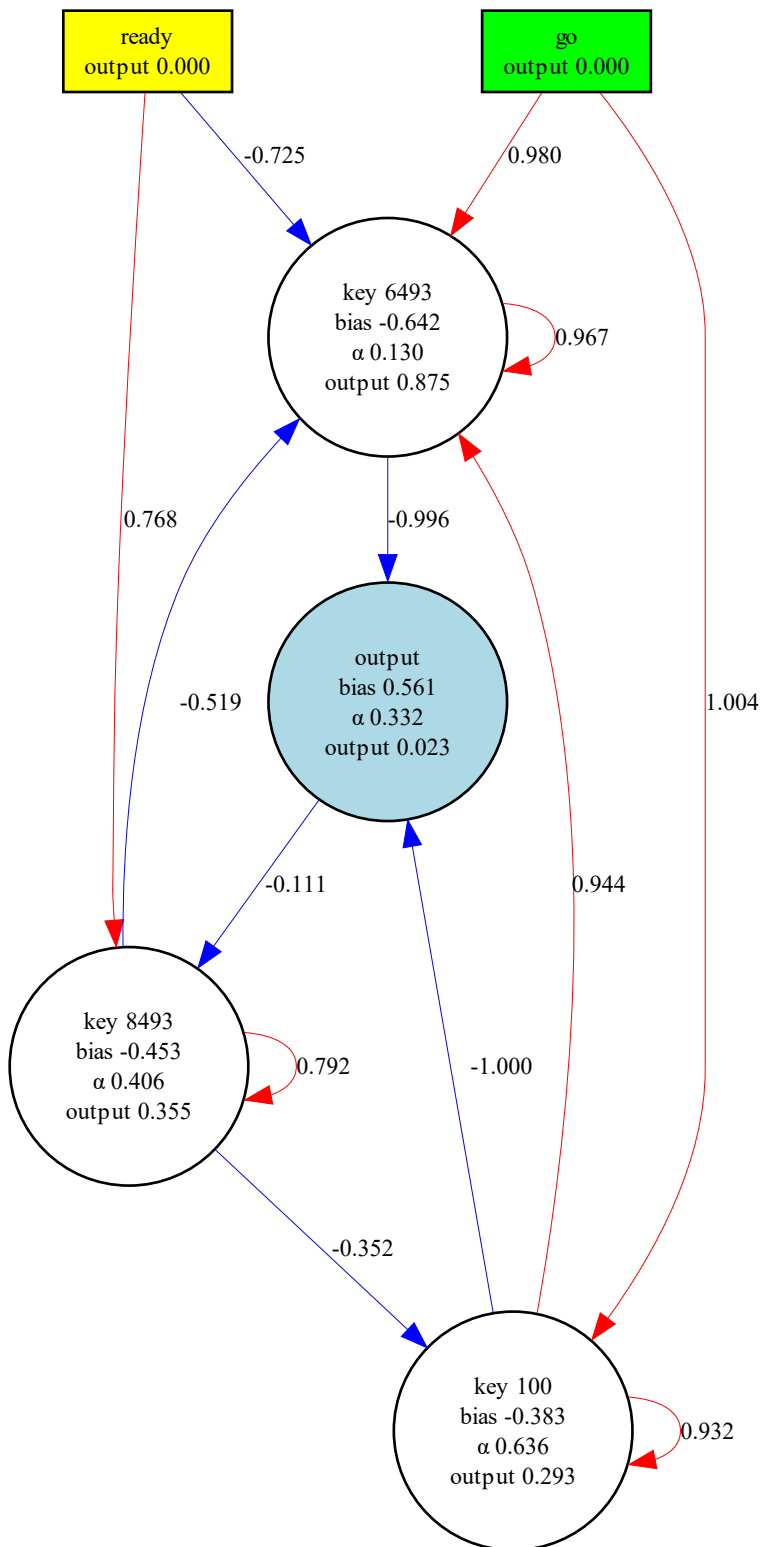 ready
output 0.000
go
output 0.000
-0.725
0.980
key 6493
bias -0.642
α 0.130
output 0.875
0.967
0.768
-0.996
-0.519
output
bias 0.561
α 0.332
output 0.023
1.004
-0.111
0.944
key 8493
bias -0.453
α 0.406
output 0.355
0.792
-1.000
-0.352
key 100
bias -0.383
α 0.636
output 0.293
0.932